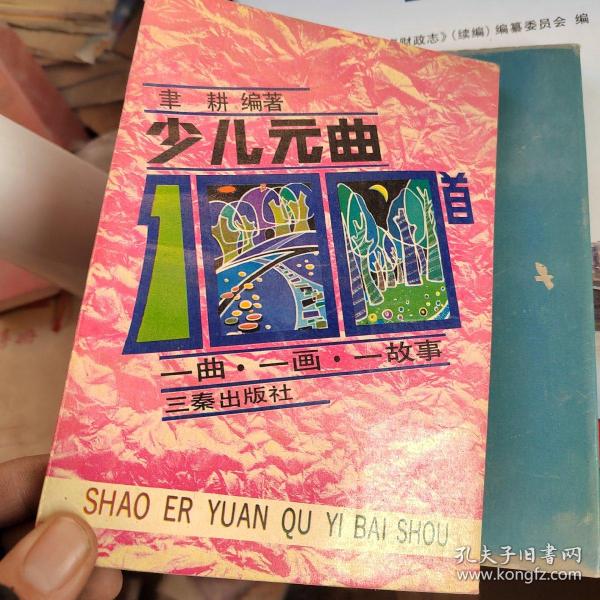 财政志》（续编）编纂委员会 编
聿 耕 编著
少儿元曲
100首
一曲·一画·一故事
三秦出版社
SHAO ER YUAN QU YI BAI SHOU
孔夫子旧书网
www.kongfz.com